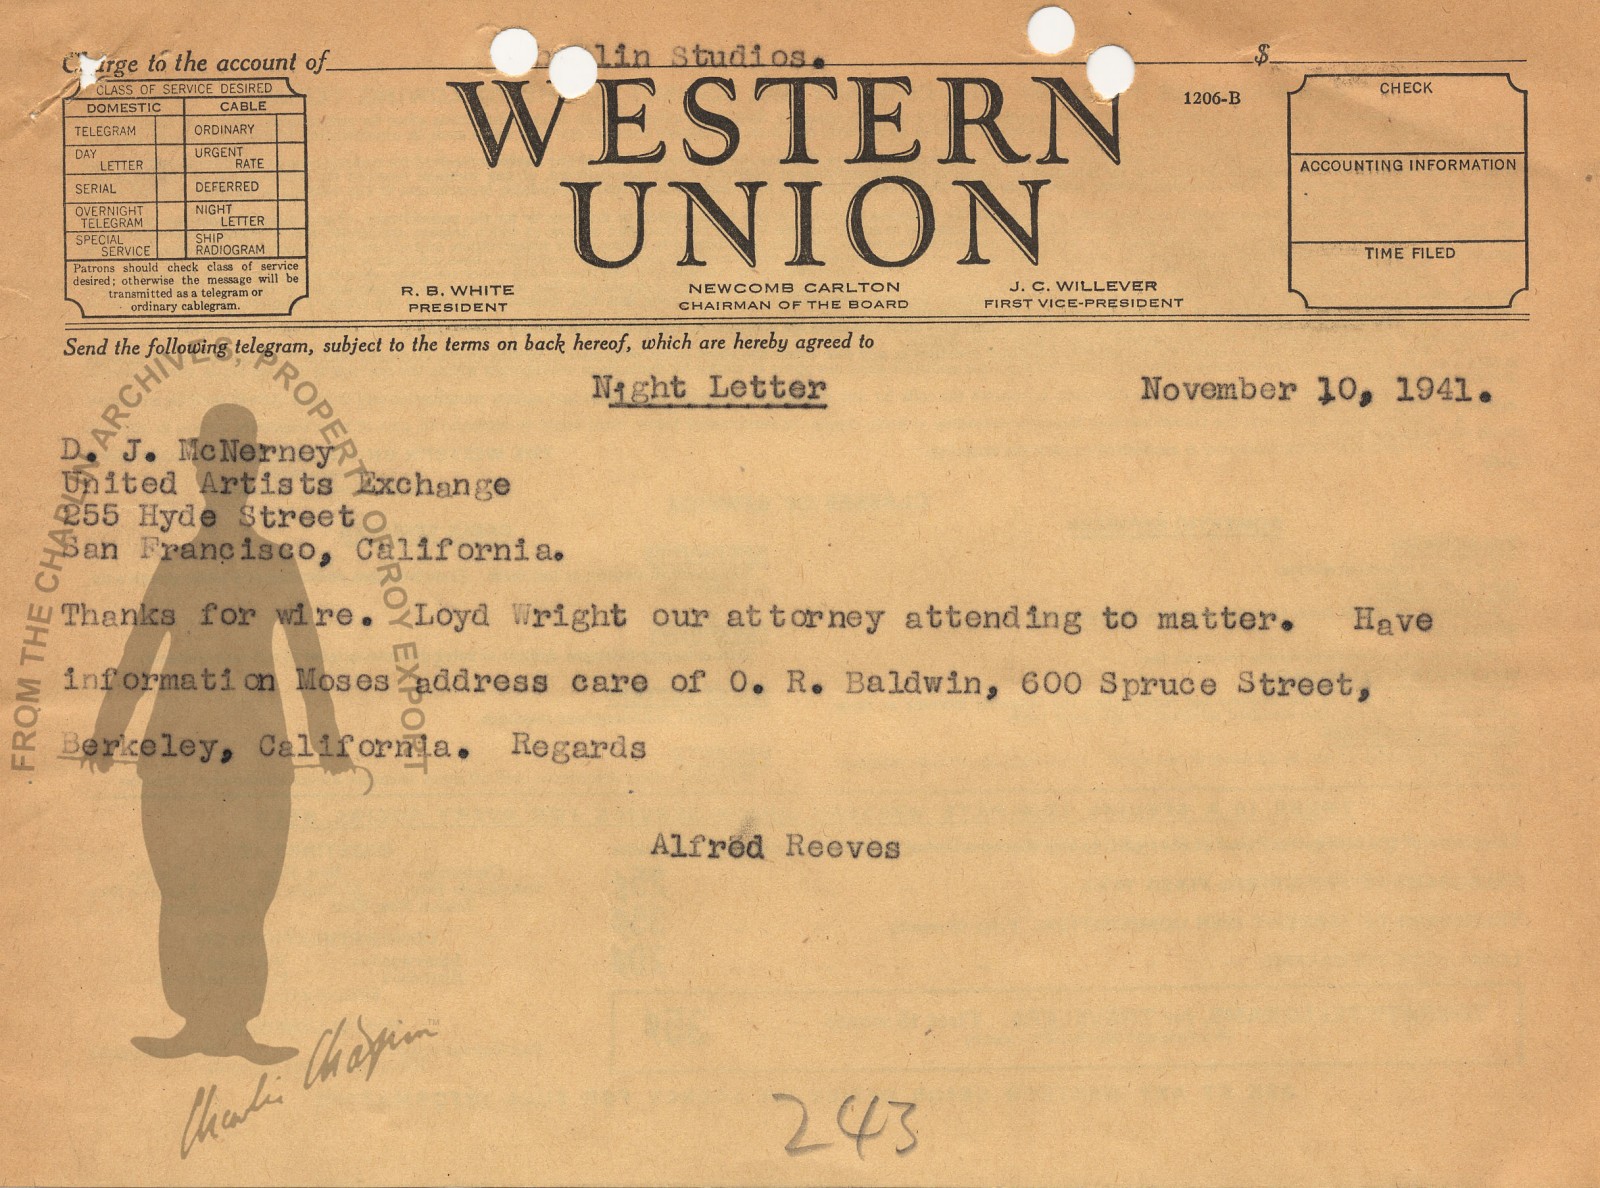 Charge to the account of Chaplin Studios. $
CLASS OF SERVICE DESIRED
DOMESTIC CABLE
TELEGRAM ORDINARY
DAY LETTER URGENT RATE
SERIAL DEFERRED
OVERNIGHT TELEGRAM NIGHT LETTER
SPECIAL SERVICE SHIP RADIOGRAM
Patrons should check class of service
desired; otherwise the message will be
transmitted as a telegram or
ordinary cablegram.
WESTERN
UNION
1206-B
CHECK
ACCOUNTING INFORMATION
TIME FILED
R. B. WHITE
PRESIDENT
NEWCOMB CARLTON
CHAIRMAN OF THE BOARD
J. C. WILLEVER
FIRST VICE-PRESIDENT
Send the following telegram, subject to the terms on back hereof, which are hereby agreed to
Night Letter November 10, 1941.
D. J. McNerney
United Artists Exchange
255 Hyde Street
San Francisco, California.
Thanks for wire. Loyd Wright our attorney attending to matter. Have
information Moses address care of O. R. Baldwin, 600 Spruce Street,
Berkeley, California. Regards
Alfred Reeves
FROM THE CHAPLIN ARCHIVES, PROPERTY OF ROY EXPORT
Charlie Chaplin™
243